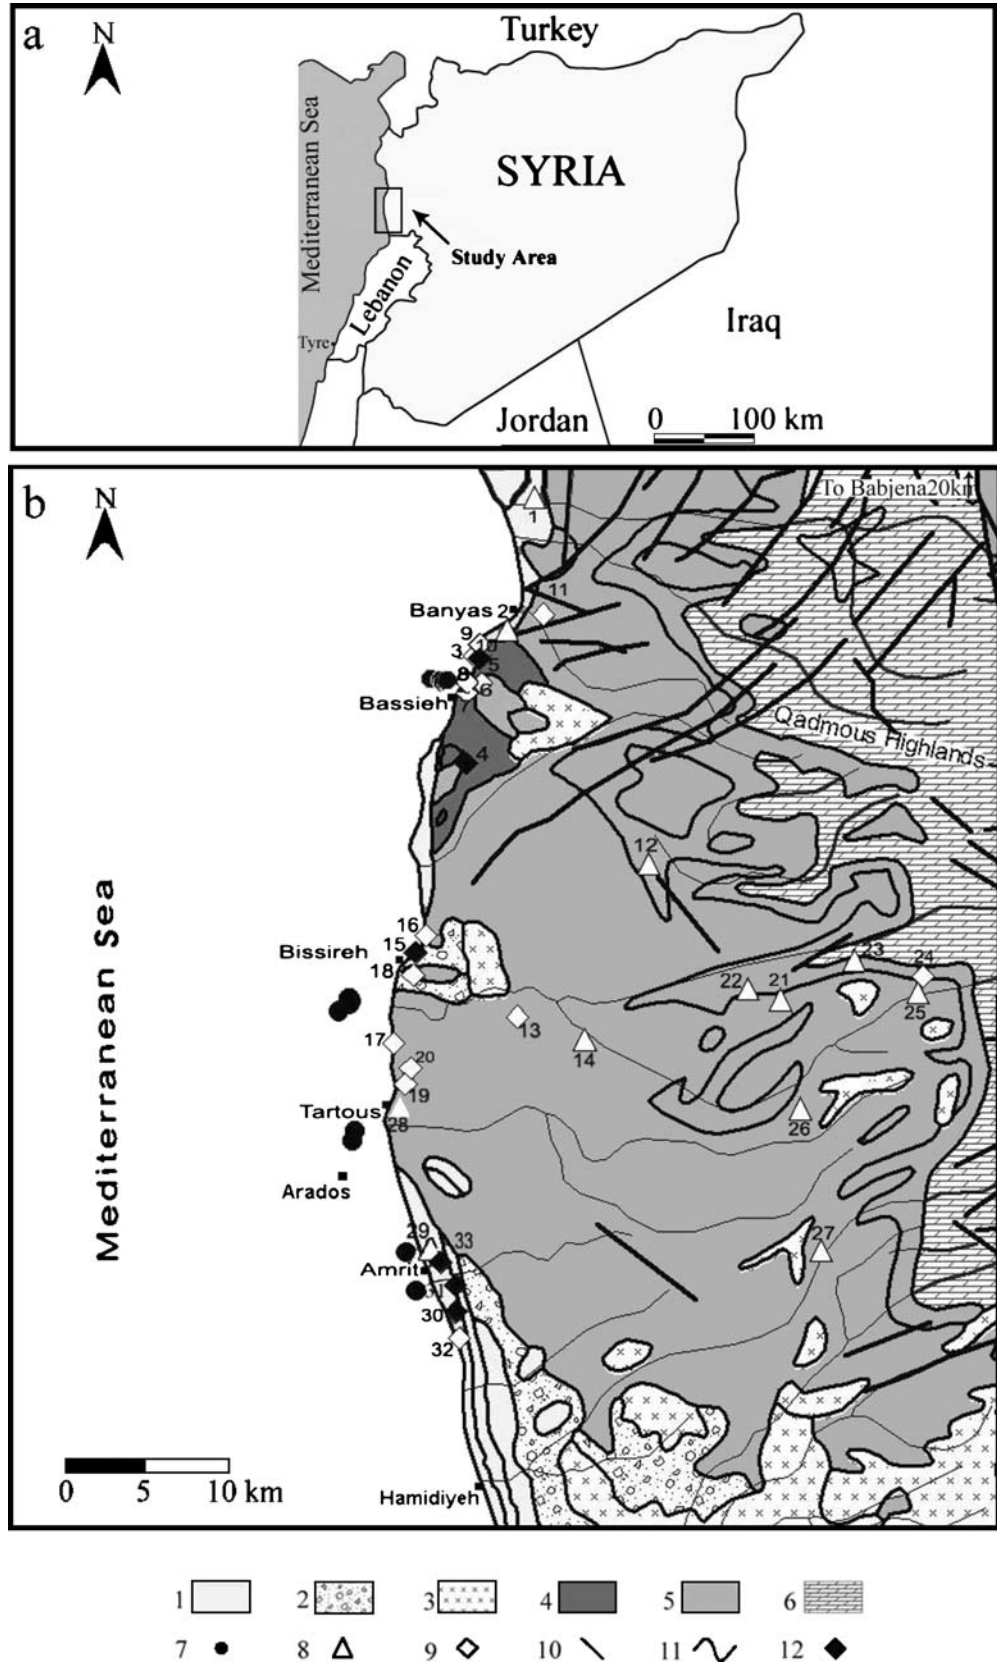 a
N
Turkey
Mediterranean Sea
SYRIA
Study Area
Lebanon
Iraq
Tyre
Jordan
0 100 km
b
N
To Babjena20km
1
11
Banyas 2
9
10
3
5
8
6
Bassieh 7
Qadmous Highlands
4
12
Mediterranean Sea
16
15
Bissireh
18
23
24
22
21
25
13
17
14
20
19
Tartous
28
26
Arados
29
33
27
Amrit
31
30
32
0 5 10 km
Hamidiyeh
1 2 3 4 5 6
7 8 9 10 11 12